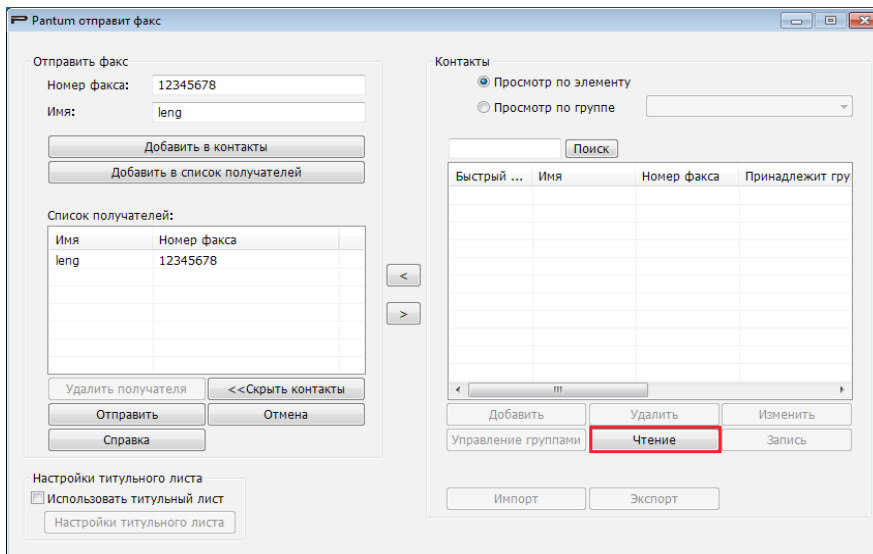 Pantum отправит факс
Отправить факс
Номер факса: 12345678
Имя: leng
Добавить в контакты
Добавить в список получателей
Список получателей:
Имя Номер факса
leng 12345678
Удалить получателя <<Скрыть контакты
Отправить Отмена
Справка
Настройки титульного листа
Использовать титульный лист
Настройки титульного листа
<
>
Контакты
Просмотр по элементу
Просмотр по группе
Поиск
Быстрый ... Имя Номер факса Принадлежит гру
Добавить Удалить Изменить
Управление группами Чтение Запись
Импорт Экспорт